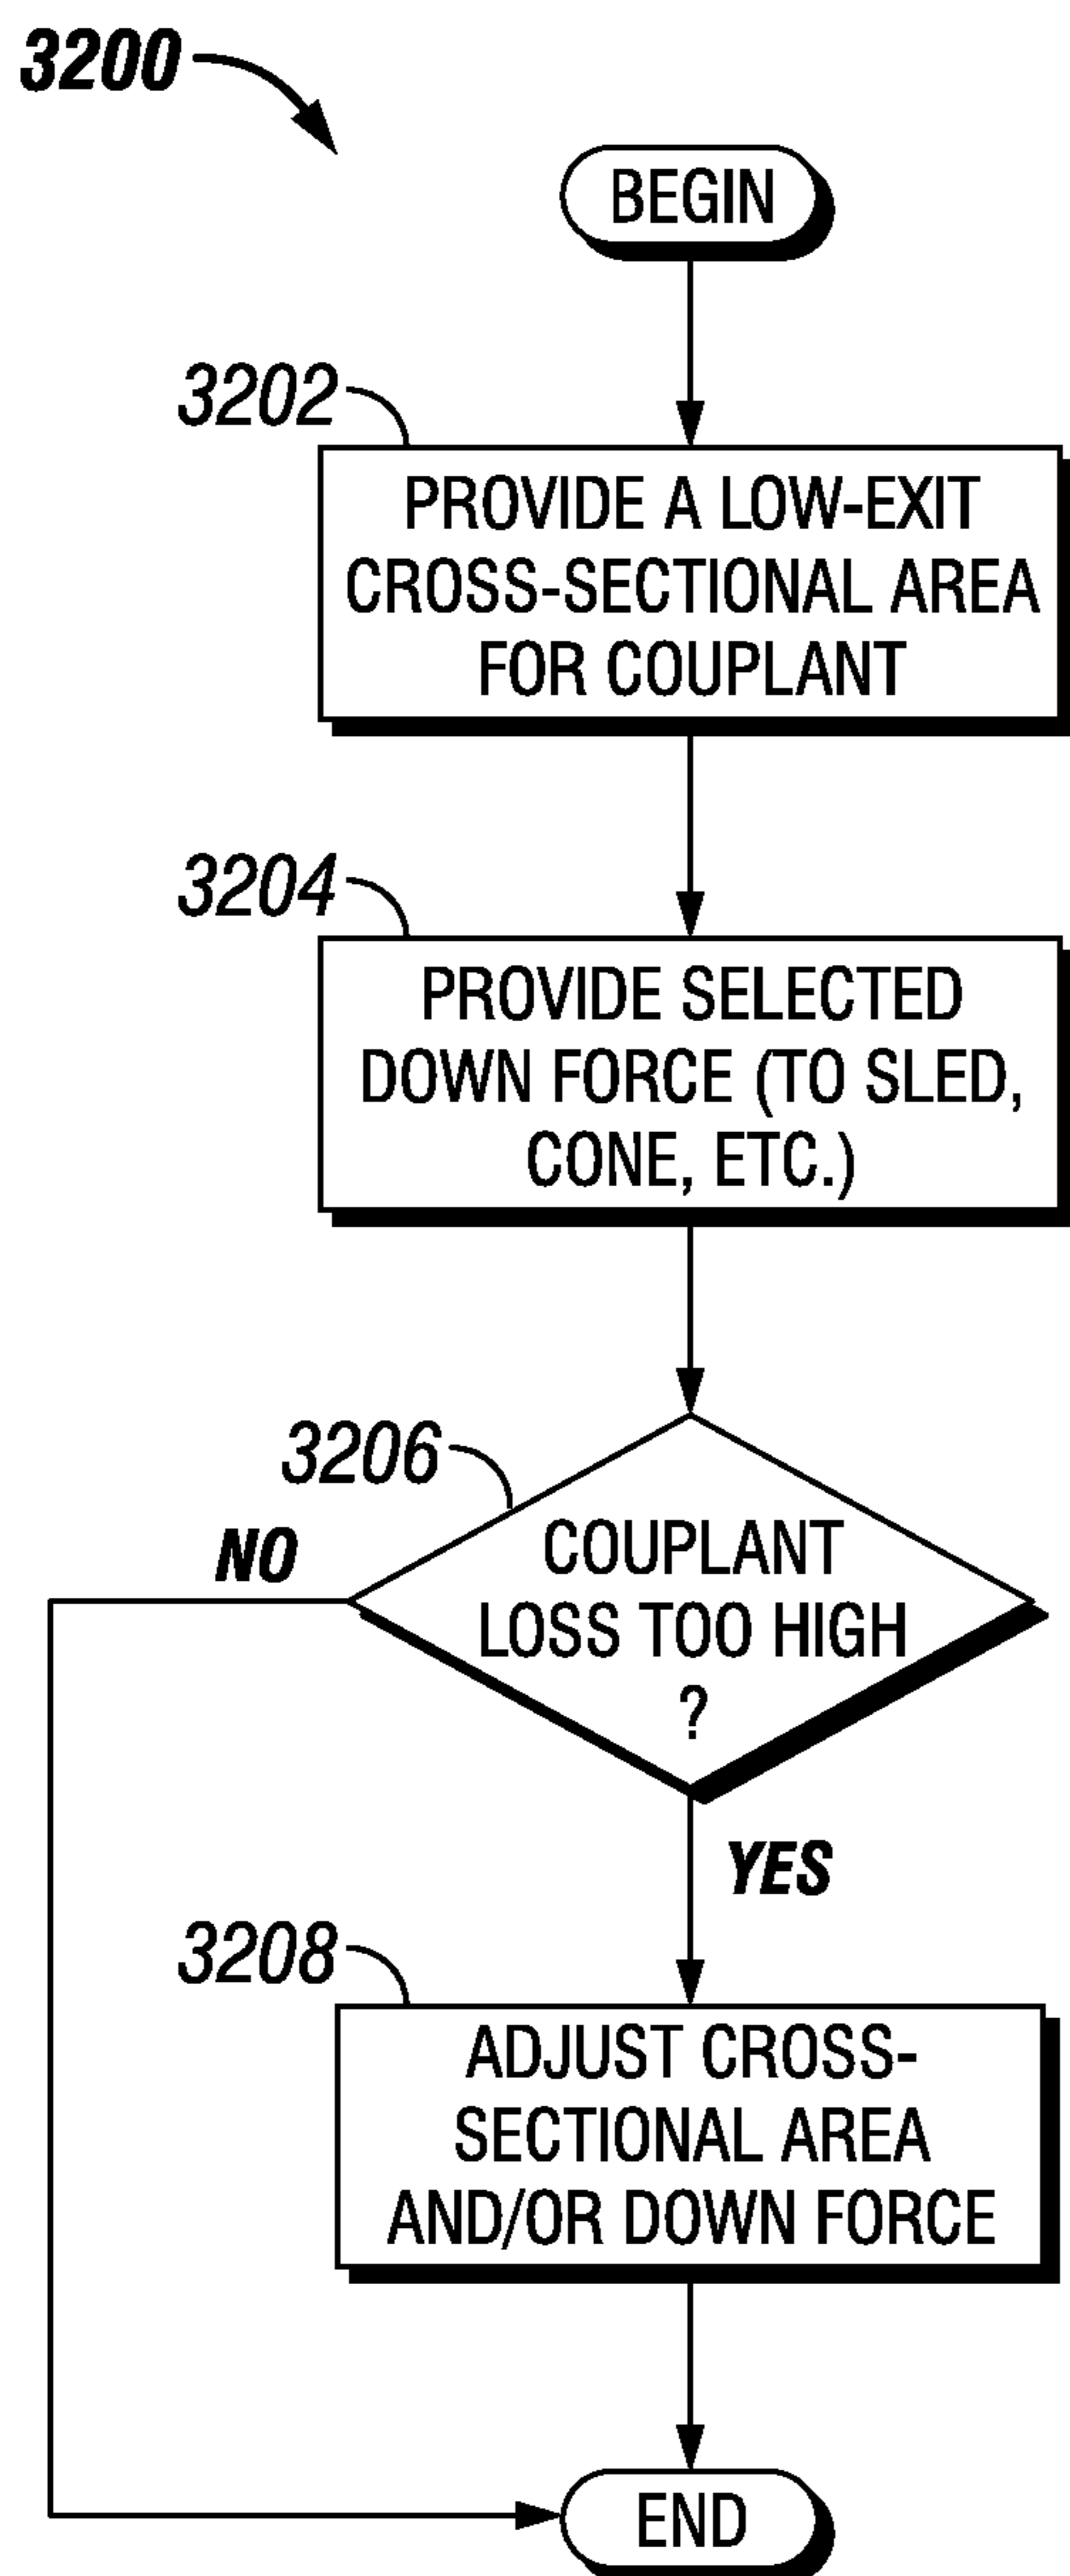 3200
BEGIN
3202
PROVIDE A LOW-EXIT
CROSS-SECTIONAL AREA
FOR COUPLANT
3204
PROVIDE SELECTED
DOWN FORCE (TO SLED,
CONE, ETC.)
3206
COUPLANT
LOSS TOO HIGH
?
NO
YES
3208
ADJUST CROSS-
SECTIONAL AREA
AND/OR DOWN FORCE
END